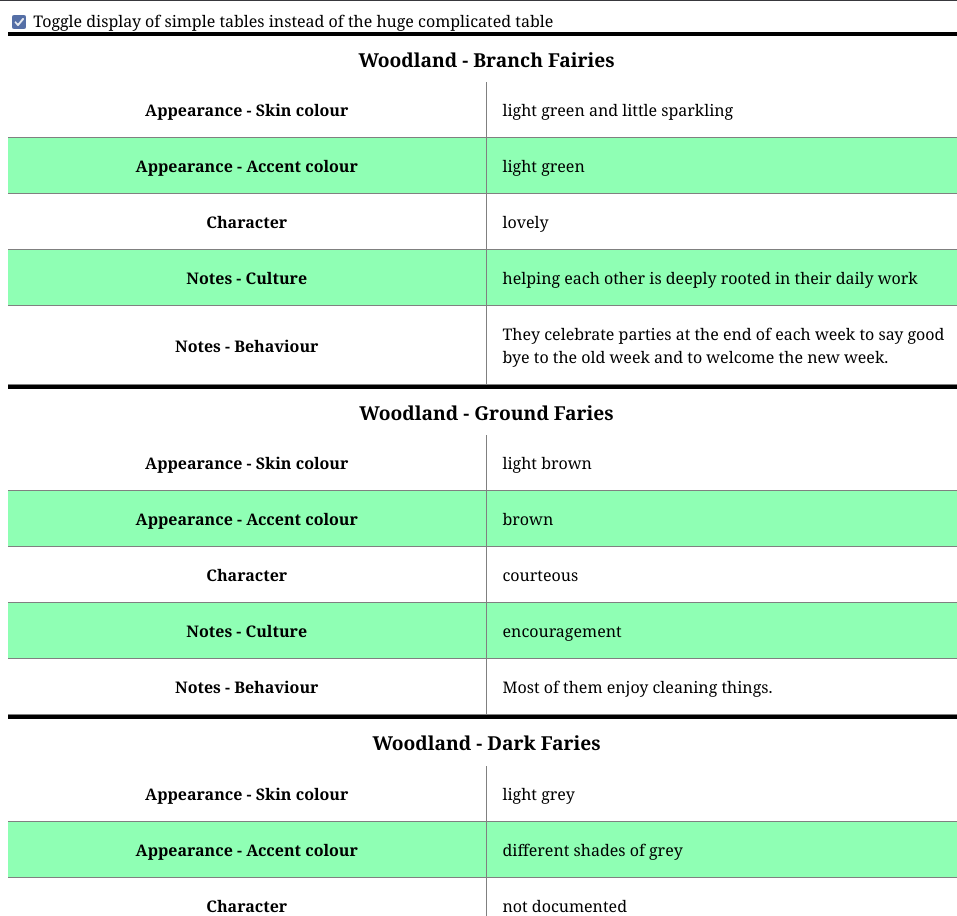 Toggle display of simple tables instead of the huge complicated table
Woodland - Branch Fairies
Appearance - Skin colour
light green and little sparkling
Appearance - Accent colour
light green
Character
lovely
Notes - Culture
helping each other is deeply rooted in their daily work
Notes - Behaviour
They celebrate parties at the end of each week to say good
bye to the old week and to welcome the new week.
Woodland - Ground Faries
Appearance - Skin colour
light brown
Appearance - Accent colour
brown
Character
courteous
Notes - Culture
encouragement
Notes - Behaviour
Most of them enjoy cleaning things.
Woodland - Dark Faries
Appearance - Skin colour
light grey
Appearance - Accent colour
different shades of grey
Character
not documented